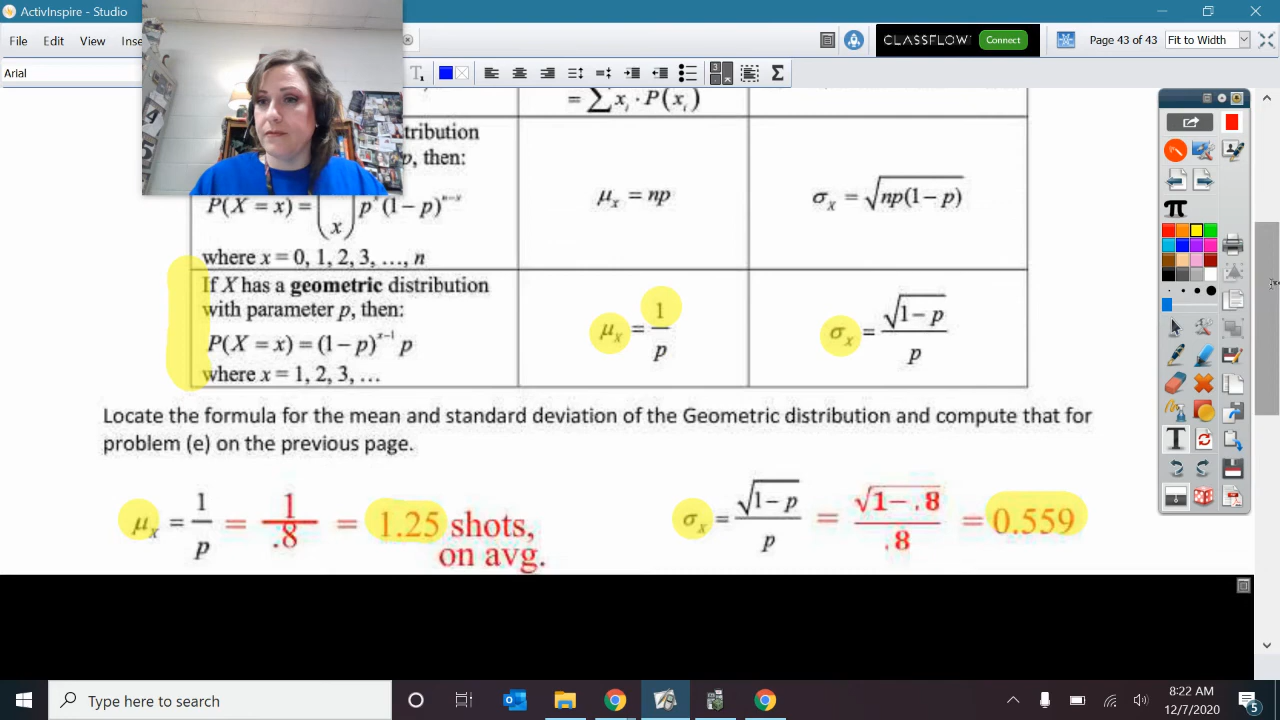 ActivInspire - Studio
File Edit View Inse
CLASSFLOW Connect
Page 43 of 43 Fit to Width
Arial
= ∑ xᵢ · P(xᵢ)
tribution
p, then:
P(X = x) = ( x ) pˣ(1 − p)ⁿ⁻ˣ
where x = 0, 1, 2, 3, …, n
μₓ = np
σₓ = √np(1 − p)
If X has a geometric distribution
with parameter p, then:
P(X = x) = (1 − p)ˣ⁻¹ p
where x = 1, 2, 3, …
μₓ = 1/p
σₓ = √1 − p / p
Locate the formula for the mean and standard deviation of the Geometric distribution and compute that for
problem (e) on the previous page.
μₓ = 1/p = 1/.8 = 1.25 shots,
on avg.
σₓ = √1 − p / p = √1 − .8 / .8 = 0.559
Type here to search
8:22 AM
12/7/2020
5